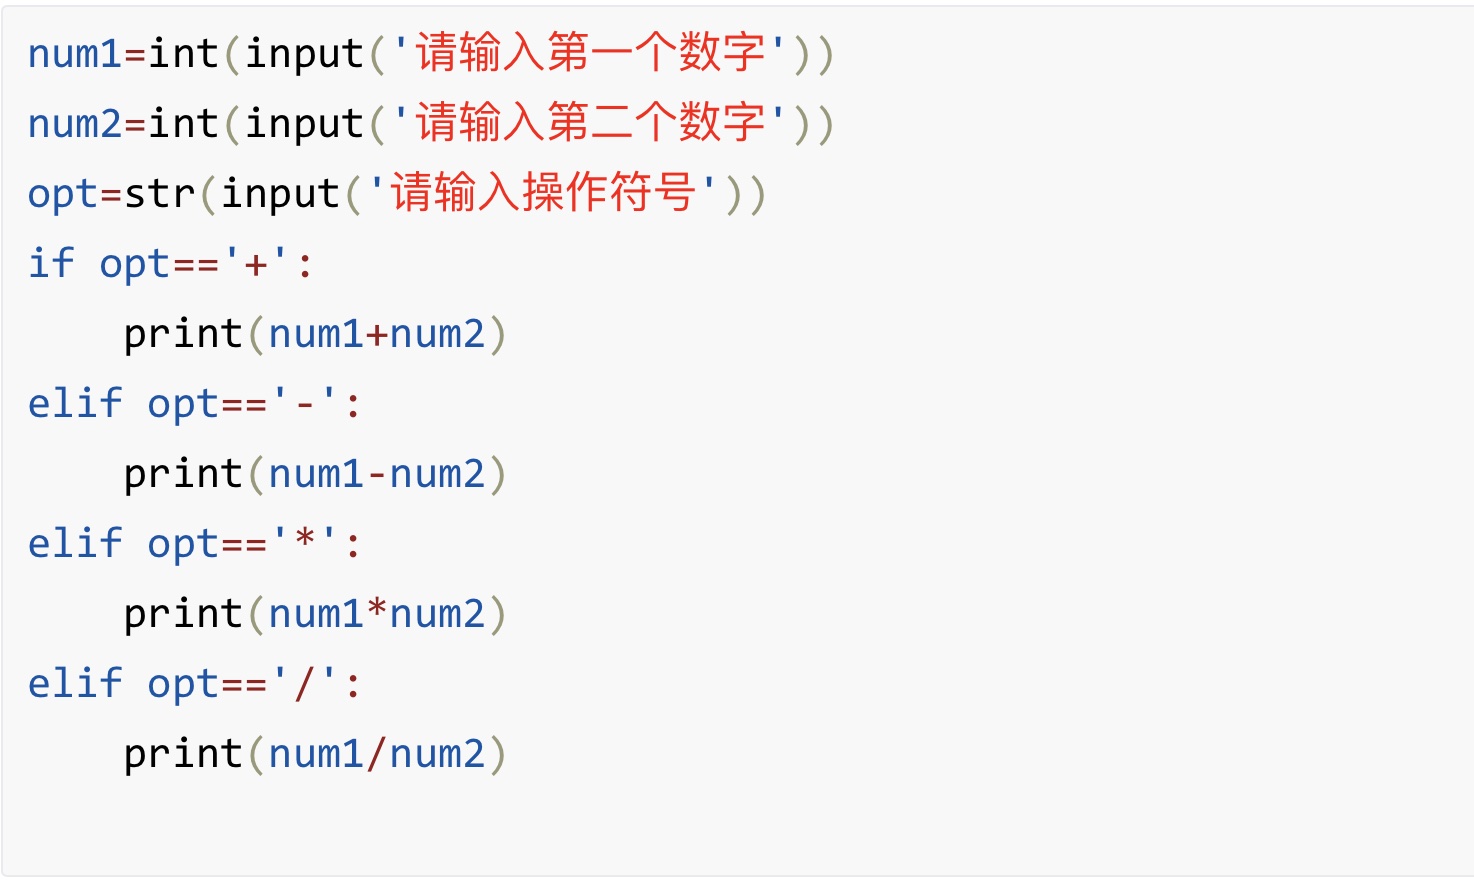 num1=int(input('请输入第一个数字'))
num2=int(input('请输入第二个数字'))
opt=str(input('请输入操作符号'))
if opt=='+':
    print(num1+num2)
elif opt=='-':
    print(num1-num2)
elif opt=='*':
    print(num1*num2)
elif opt=='/':
    print(num1/num2)